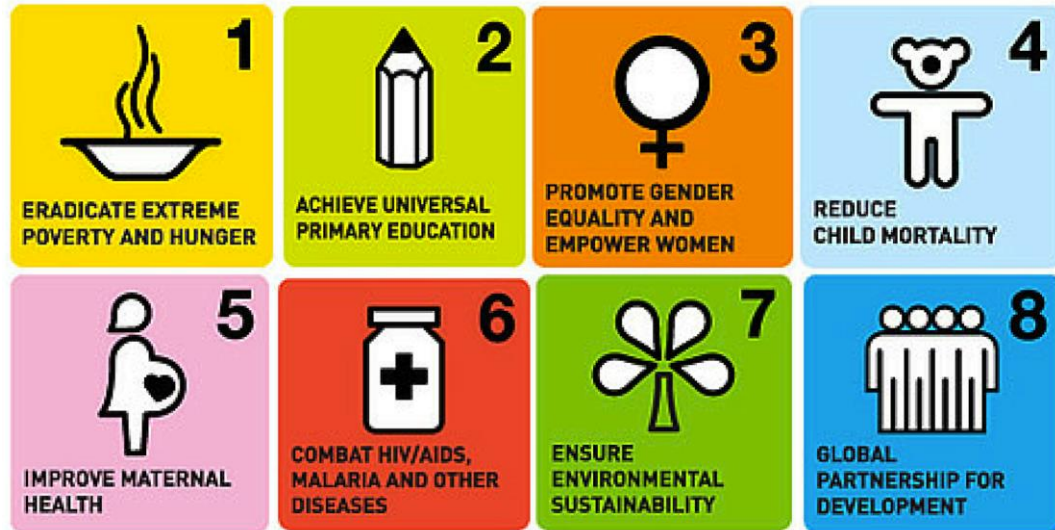 1
ERADICATE EXTREME
POVERTY AND HUNGER
2
ACHIEVE UNIVERSAL
PRIMARY EDUCATION
3
PROMOTE GENDER
EQUALITY AND
EMPOWER WOMEN
4
REDUCE
CHILD MORTALITY
5
IMPROVE MATERNAL
HEALTH
6
COMBAT HIV/AIDS,
MALARIA AND OTHER
DISEASES
7
ENSURE
ENVIRONMENTAL
SUSTAINABILITY
8
GLOBAL
PARTNERSHIP FOR
DEVELOPMENT